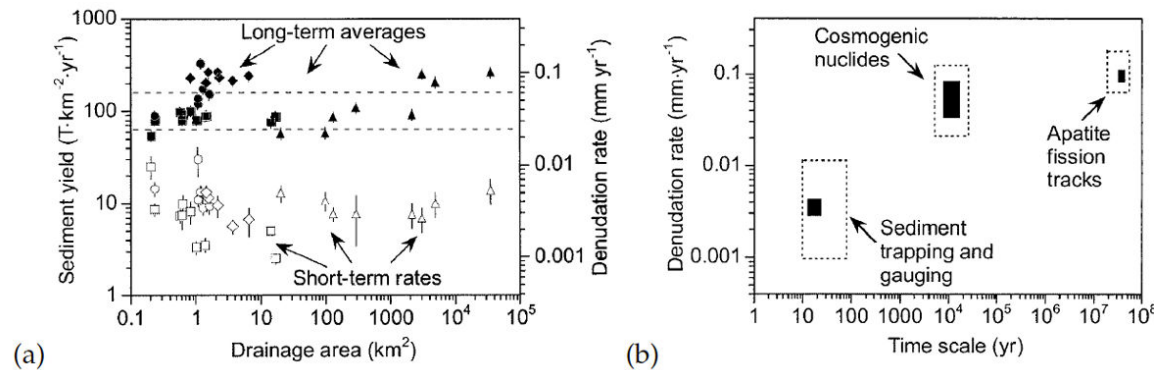 (a)
Sediment yield (T·km⁻²·yr⁻¹)
1000
100
10
1
Long-term averages
Short-term rates
0.1
0.01
0.001
Denudation rate (mm yr⁻¹)
0.1 1 10 100 1000 10⁴ 10⁵
Drainage area (km²)
(b)
Denudation rate (mm·yr⁻¹)
0.1
0.01
0.001
Cosmogenic
nuclides
Apatite
fission
tracks
Sediment
trapping and
gauging
1 10 100 1000 10⁴ 10⁵ 10⁶ 10⁷ 10⁸
Time scale (yr)